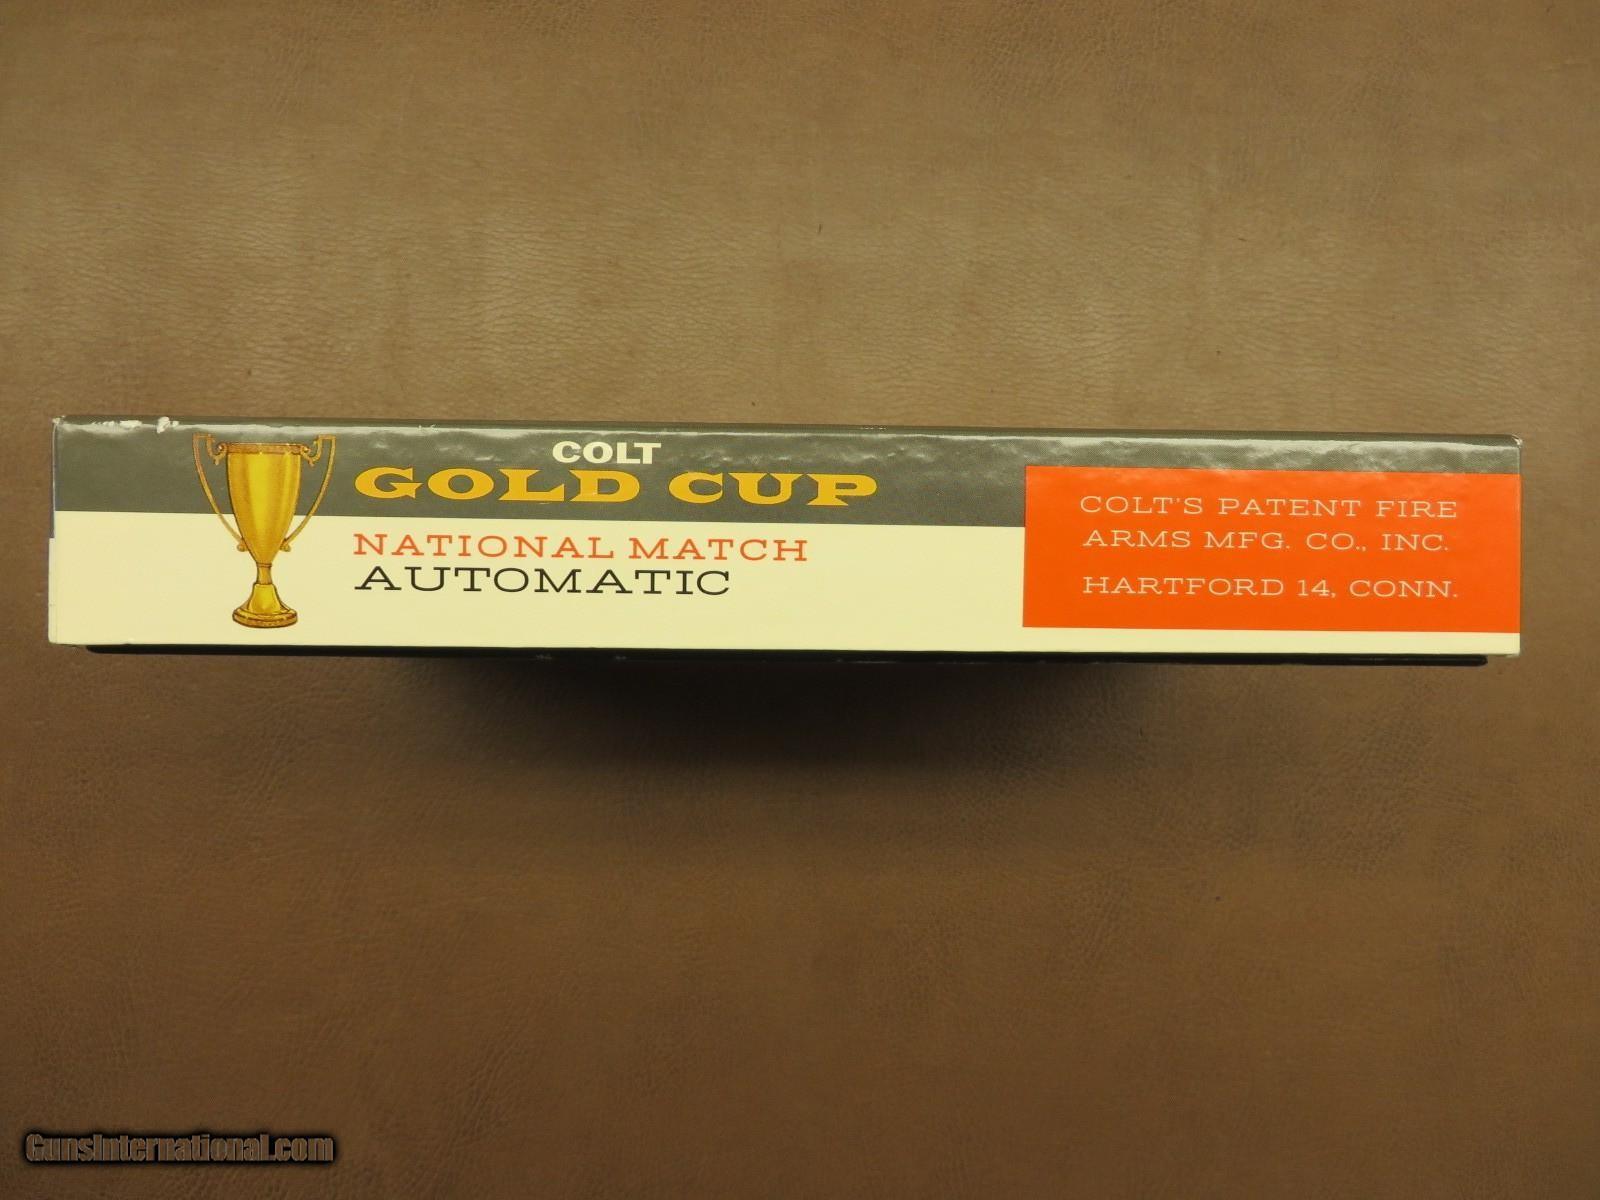 COLT
GOLD CUP
NATIONAL MATCH
AUTOMATIC
COLT'S PATENT FIRE
ARMS MFG. CO., INC.
HARTFORD 14, CONN.
GunsInternational.com